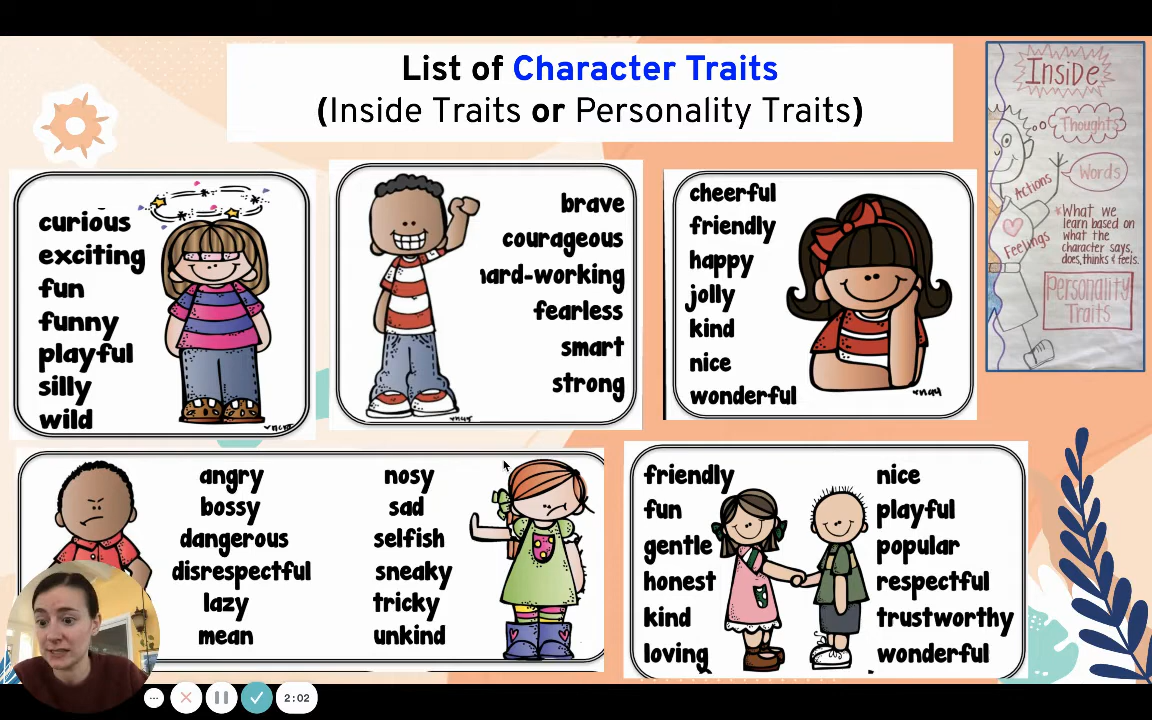 List of Character Traits
(Inside Traits or Personality Traits)
Inside
Thoughts
Words
Actions
Feelings
*What we
learn based on
what the
character says,
does, thinks & feels.
Personality
Traits
curious
exciting
fun
funny
playful
silly
wild
brave
courageous
ard-working
fearless
smart
strong
cheerful
friendly
happy
jolly
kind
nice
wonderful
angry
bossy
dangerous
disrespectful
lazy
mean
nosy
sad
selfish
sneaky
tricky
unkind
friendly
fun
gentle
honest
kind
loving
nice
playful
popular
respectful
trustworthy
wonderful
2:02